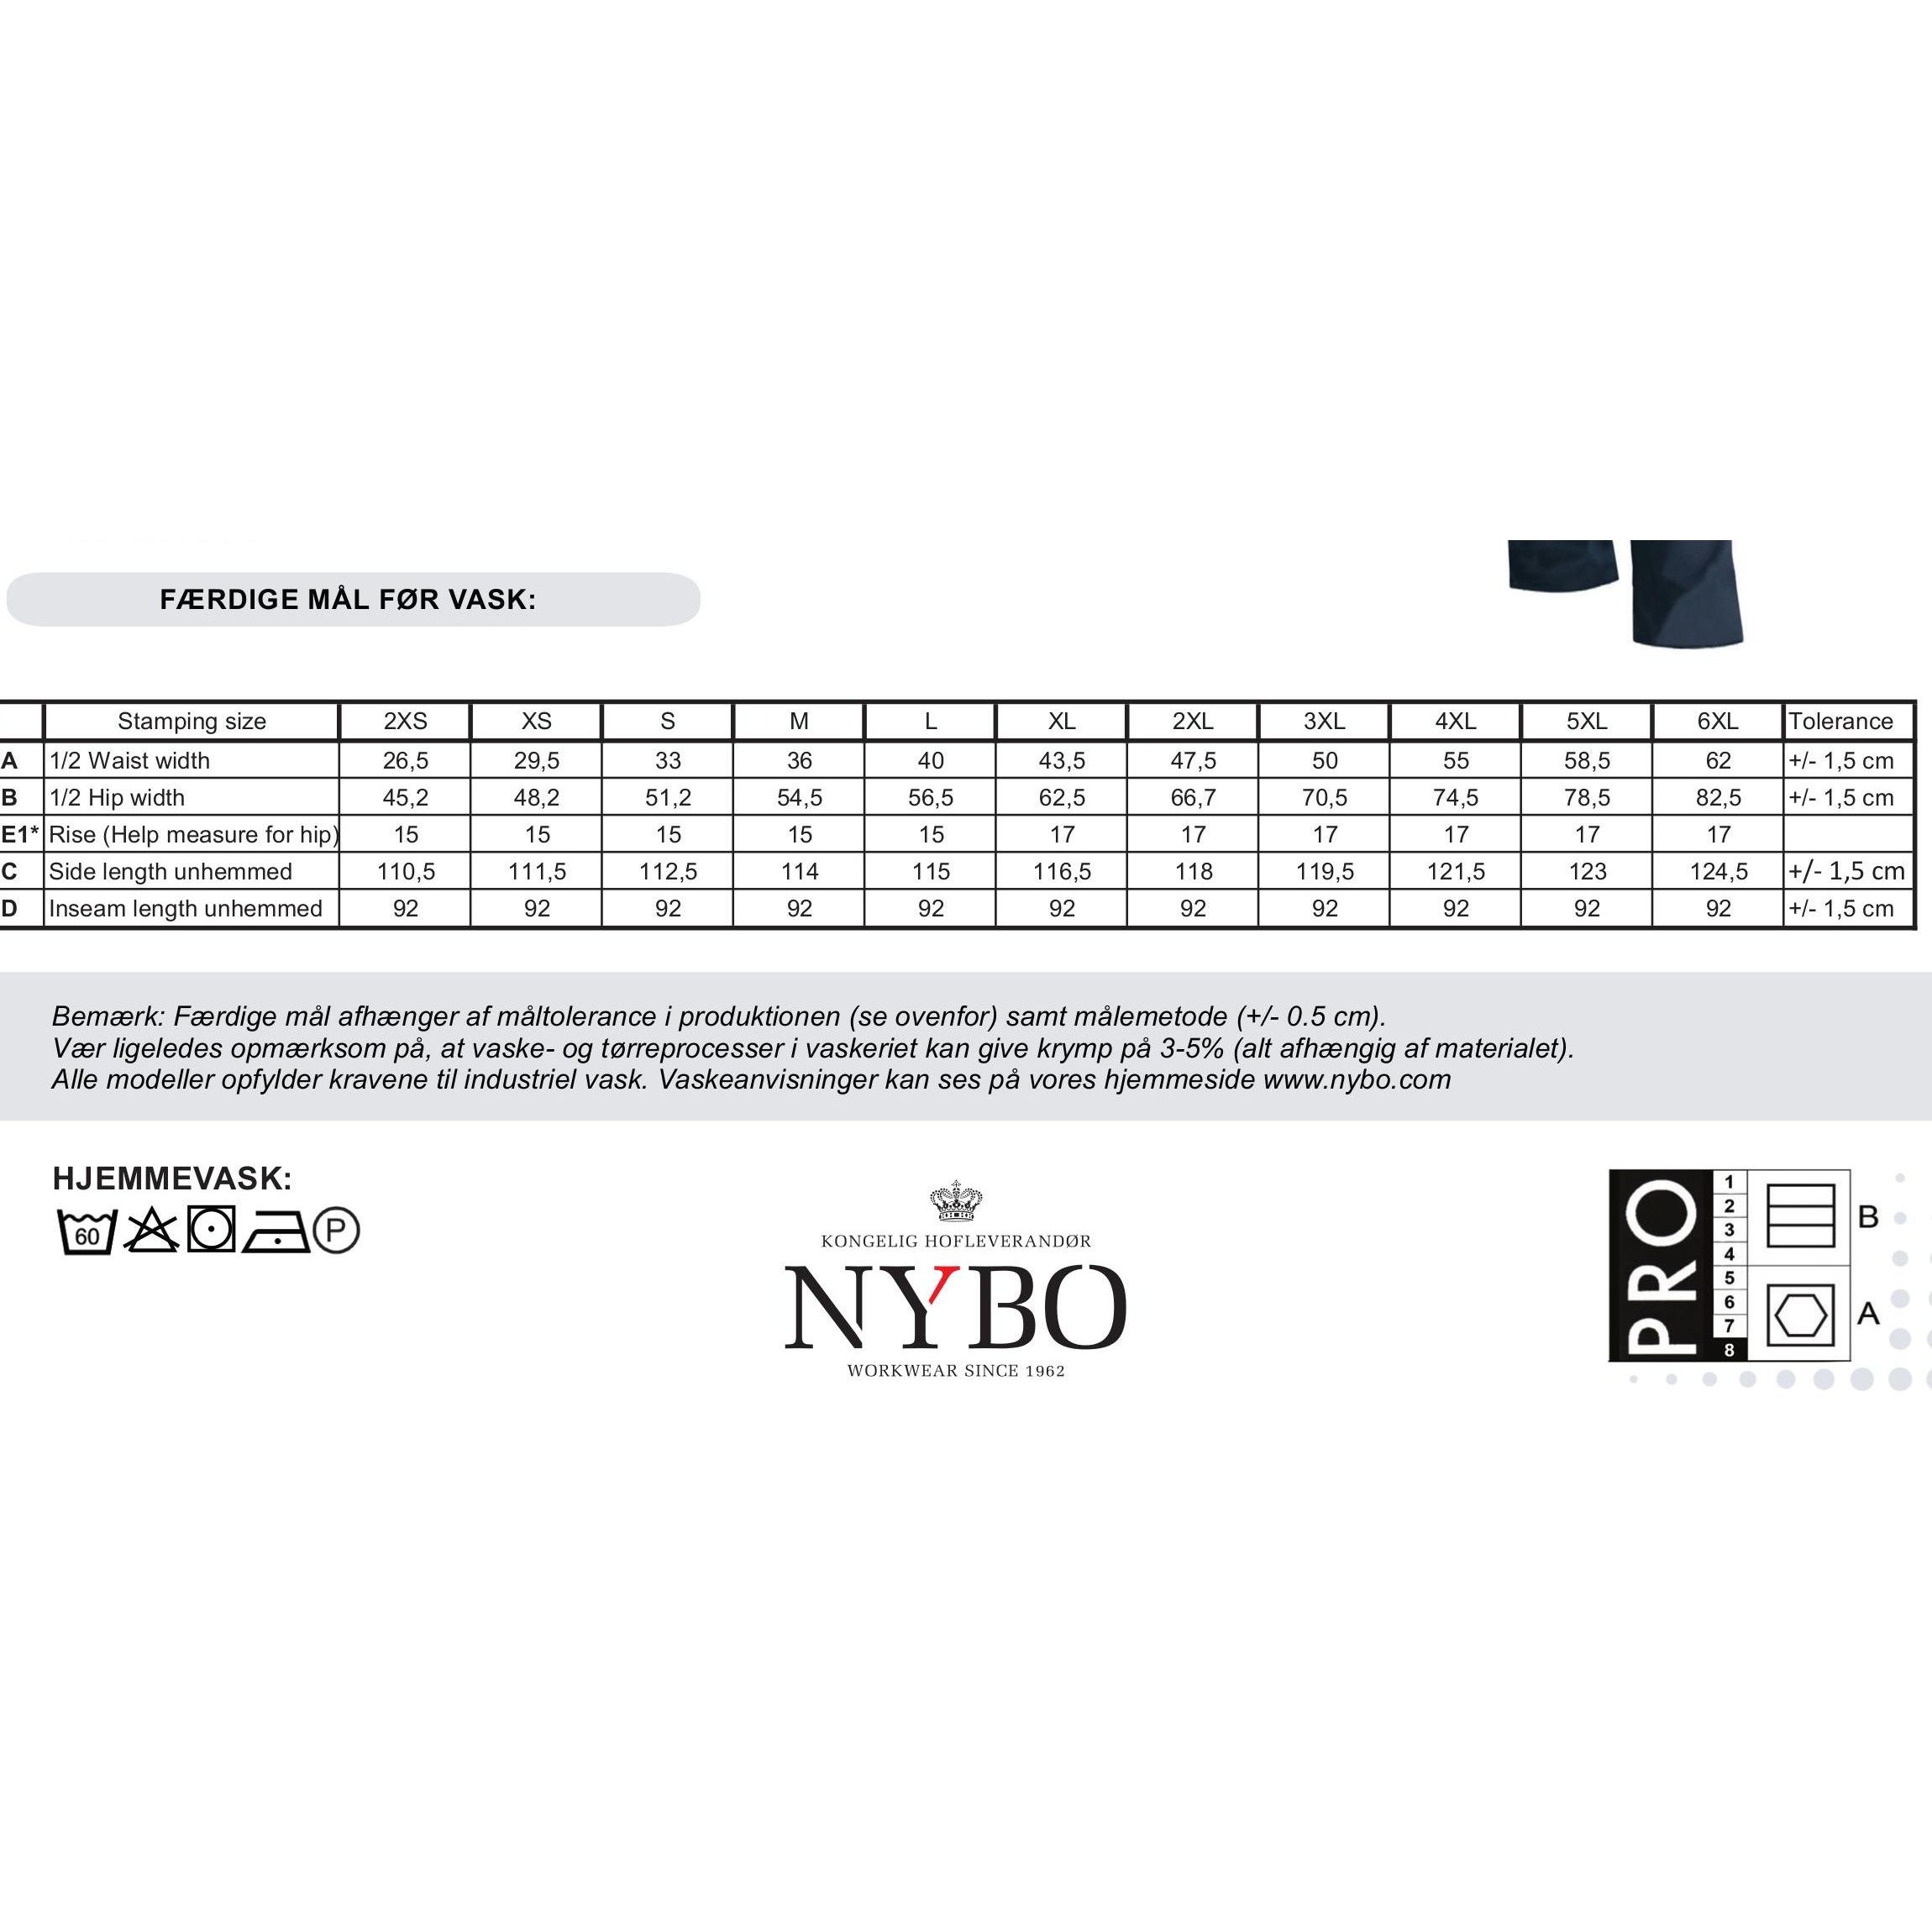 FÆRDIGE MÅL FØR VASK:
Stamping size 2XS XS S M L XL 2XL 3XL 4XL 5XL 6XL Tolerance
A 1/2 Waist width 26,5 29,5 33 36 40 43,5 47,5 50 55 58,5 62 +/- 1,5 cm
B 1/2 Hip width 45,2 48,2 51,2 54,5 56,5 62,5 66,7 70,5 74,5 78,5 82,5 +/- 1,5 cm
E1* Rise (Help measure for hip) 15 15 15 15 15 17 17 17 17 17 17
C Side length unhemmed 110,5 111,5 112,5 114 115 116,5 118 119,5 121,5 123 124,5 +/- 1,5 cm
D Inseam length unhemmed 92 92 92 92 92 92 92 92 92 92 92 +/- 1,5 cm
Bemærk: Færdige mål afhænger af måltolerance i produktionen (se ovenfor) samt målemetode (+/- 0.5 cm).
Vær ligeledes opmærksom på, at vaske- og tørreprocesser i vaskeriet kan give krymp på 3-5% (alt afhængig af materialet).
Alle modeller opfylder kravene til industriel vask. Vaskeanvisninger kan ses på vores hjemmeside www.nybo.com
HJEMMEVASK:
60 P
KONGELIG HOFLEVERANDØR
NYBO
WORKWEAR SINCE 1962
PRO
1
2
3
4
5
6
7
8
B
A